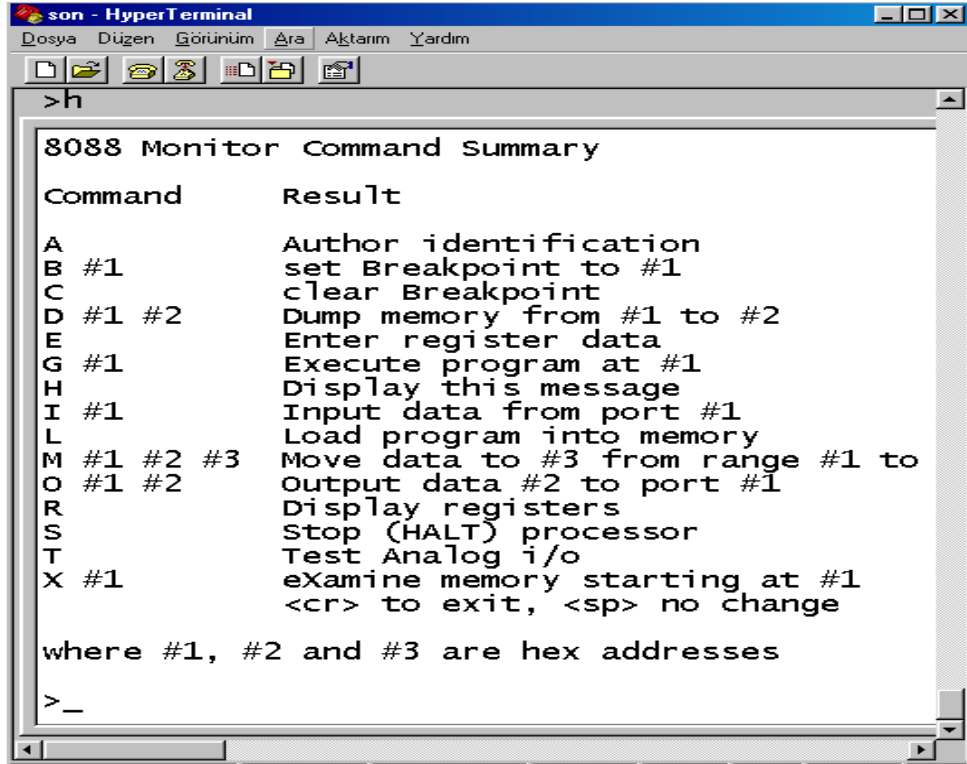 son - HyperTerminal
Dosya Düzen Görünüm Ara Aktarım Yardım
>h
8088 Monitor Command Summary
Command Result
A Author identification
B #1 set Breakpoint to #1
C clear Breakpoint
D #1 #2 Dump memory from #1 to #2
E Enter register data
G #1 Execute program at #1
H Display this message
I #1 Input data from port #1
L Load program into memory
M #1 #2 #3 Move data to #3 from range #1 to
O #1 #2 Output data #2 to port #1
R Display registers
S Stop (HALT) processor
T Test Analog i/o
X #1 eXamine memory starting at #1
<cr> to exit, <sp> no change
where #1, #2 and #3 are hex addresses
>_